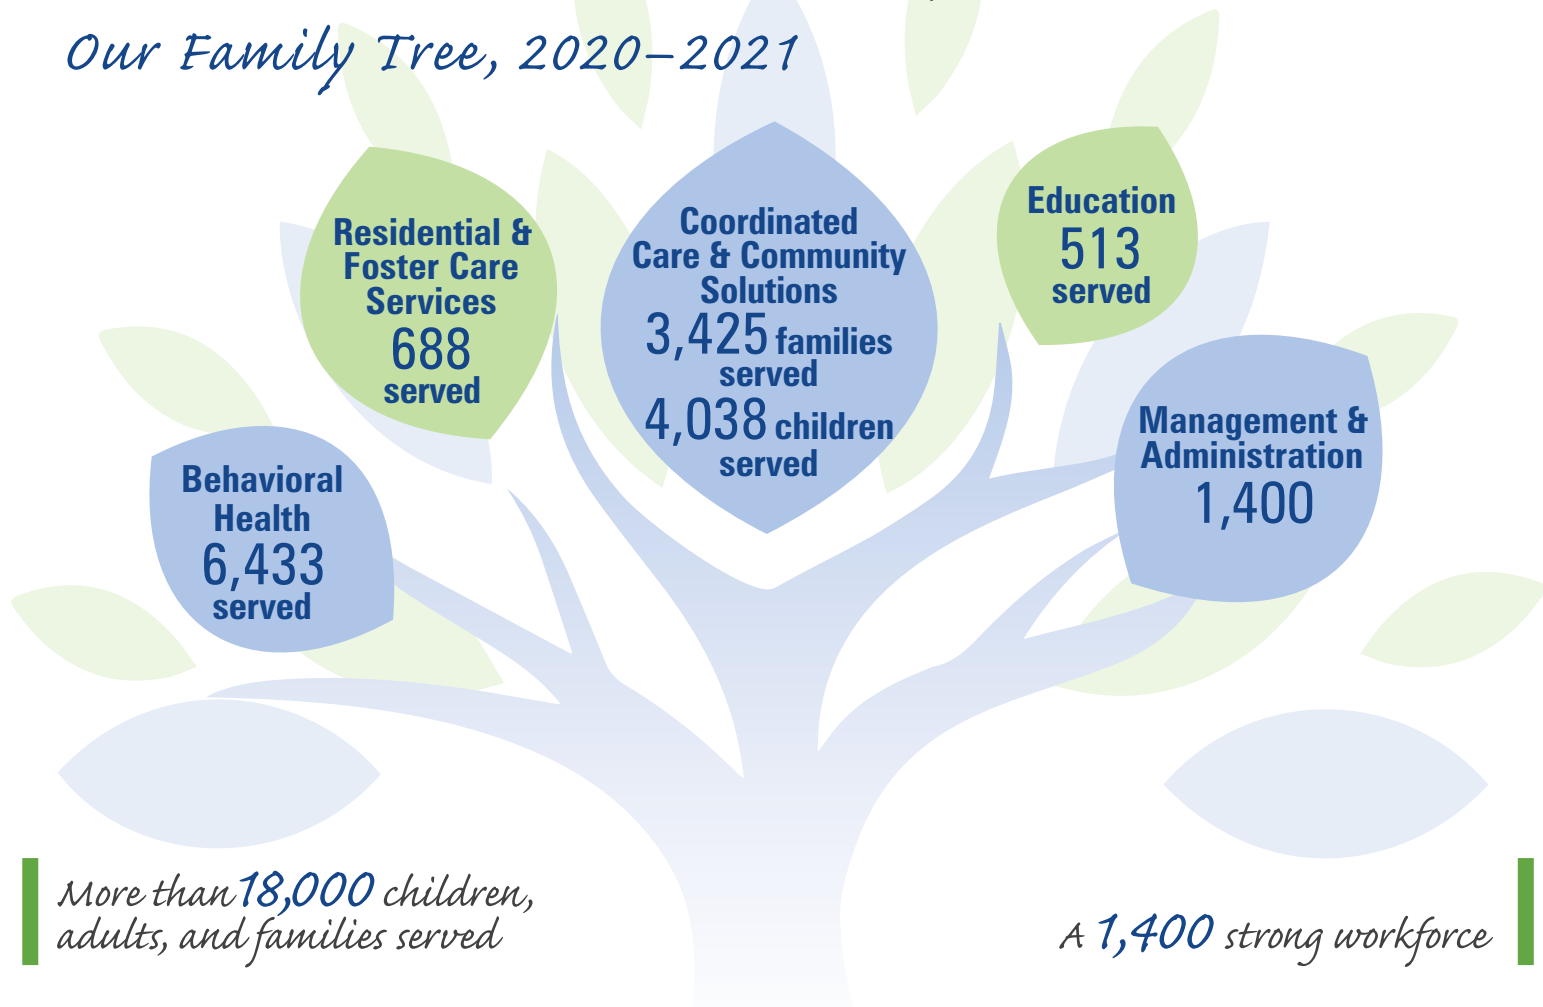 Our Family Tree, 2020–2021
Residential &
Foster Care
Services
688
served
Coordinated
Care & Community
Solutions
3,425 families
served
4,038 children
served
Education
513
served
Behavioral
Health
6,433
served
Management &
Administration
1,400
More than 18,000 children,
adults, and families served
A 1,400 strong workforce